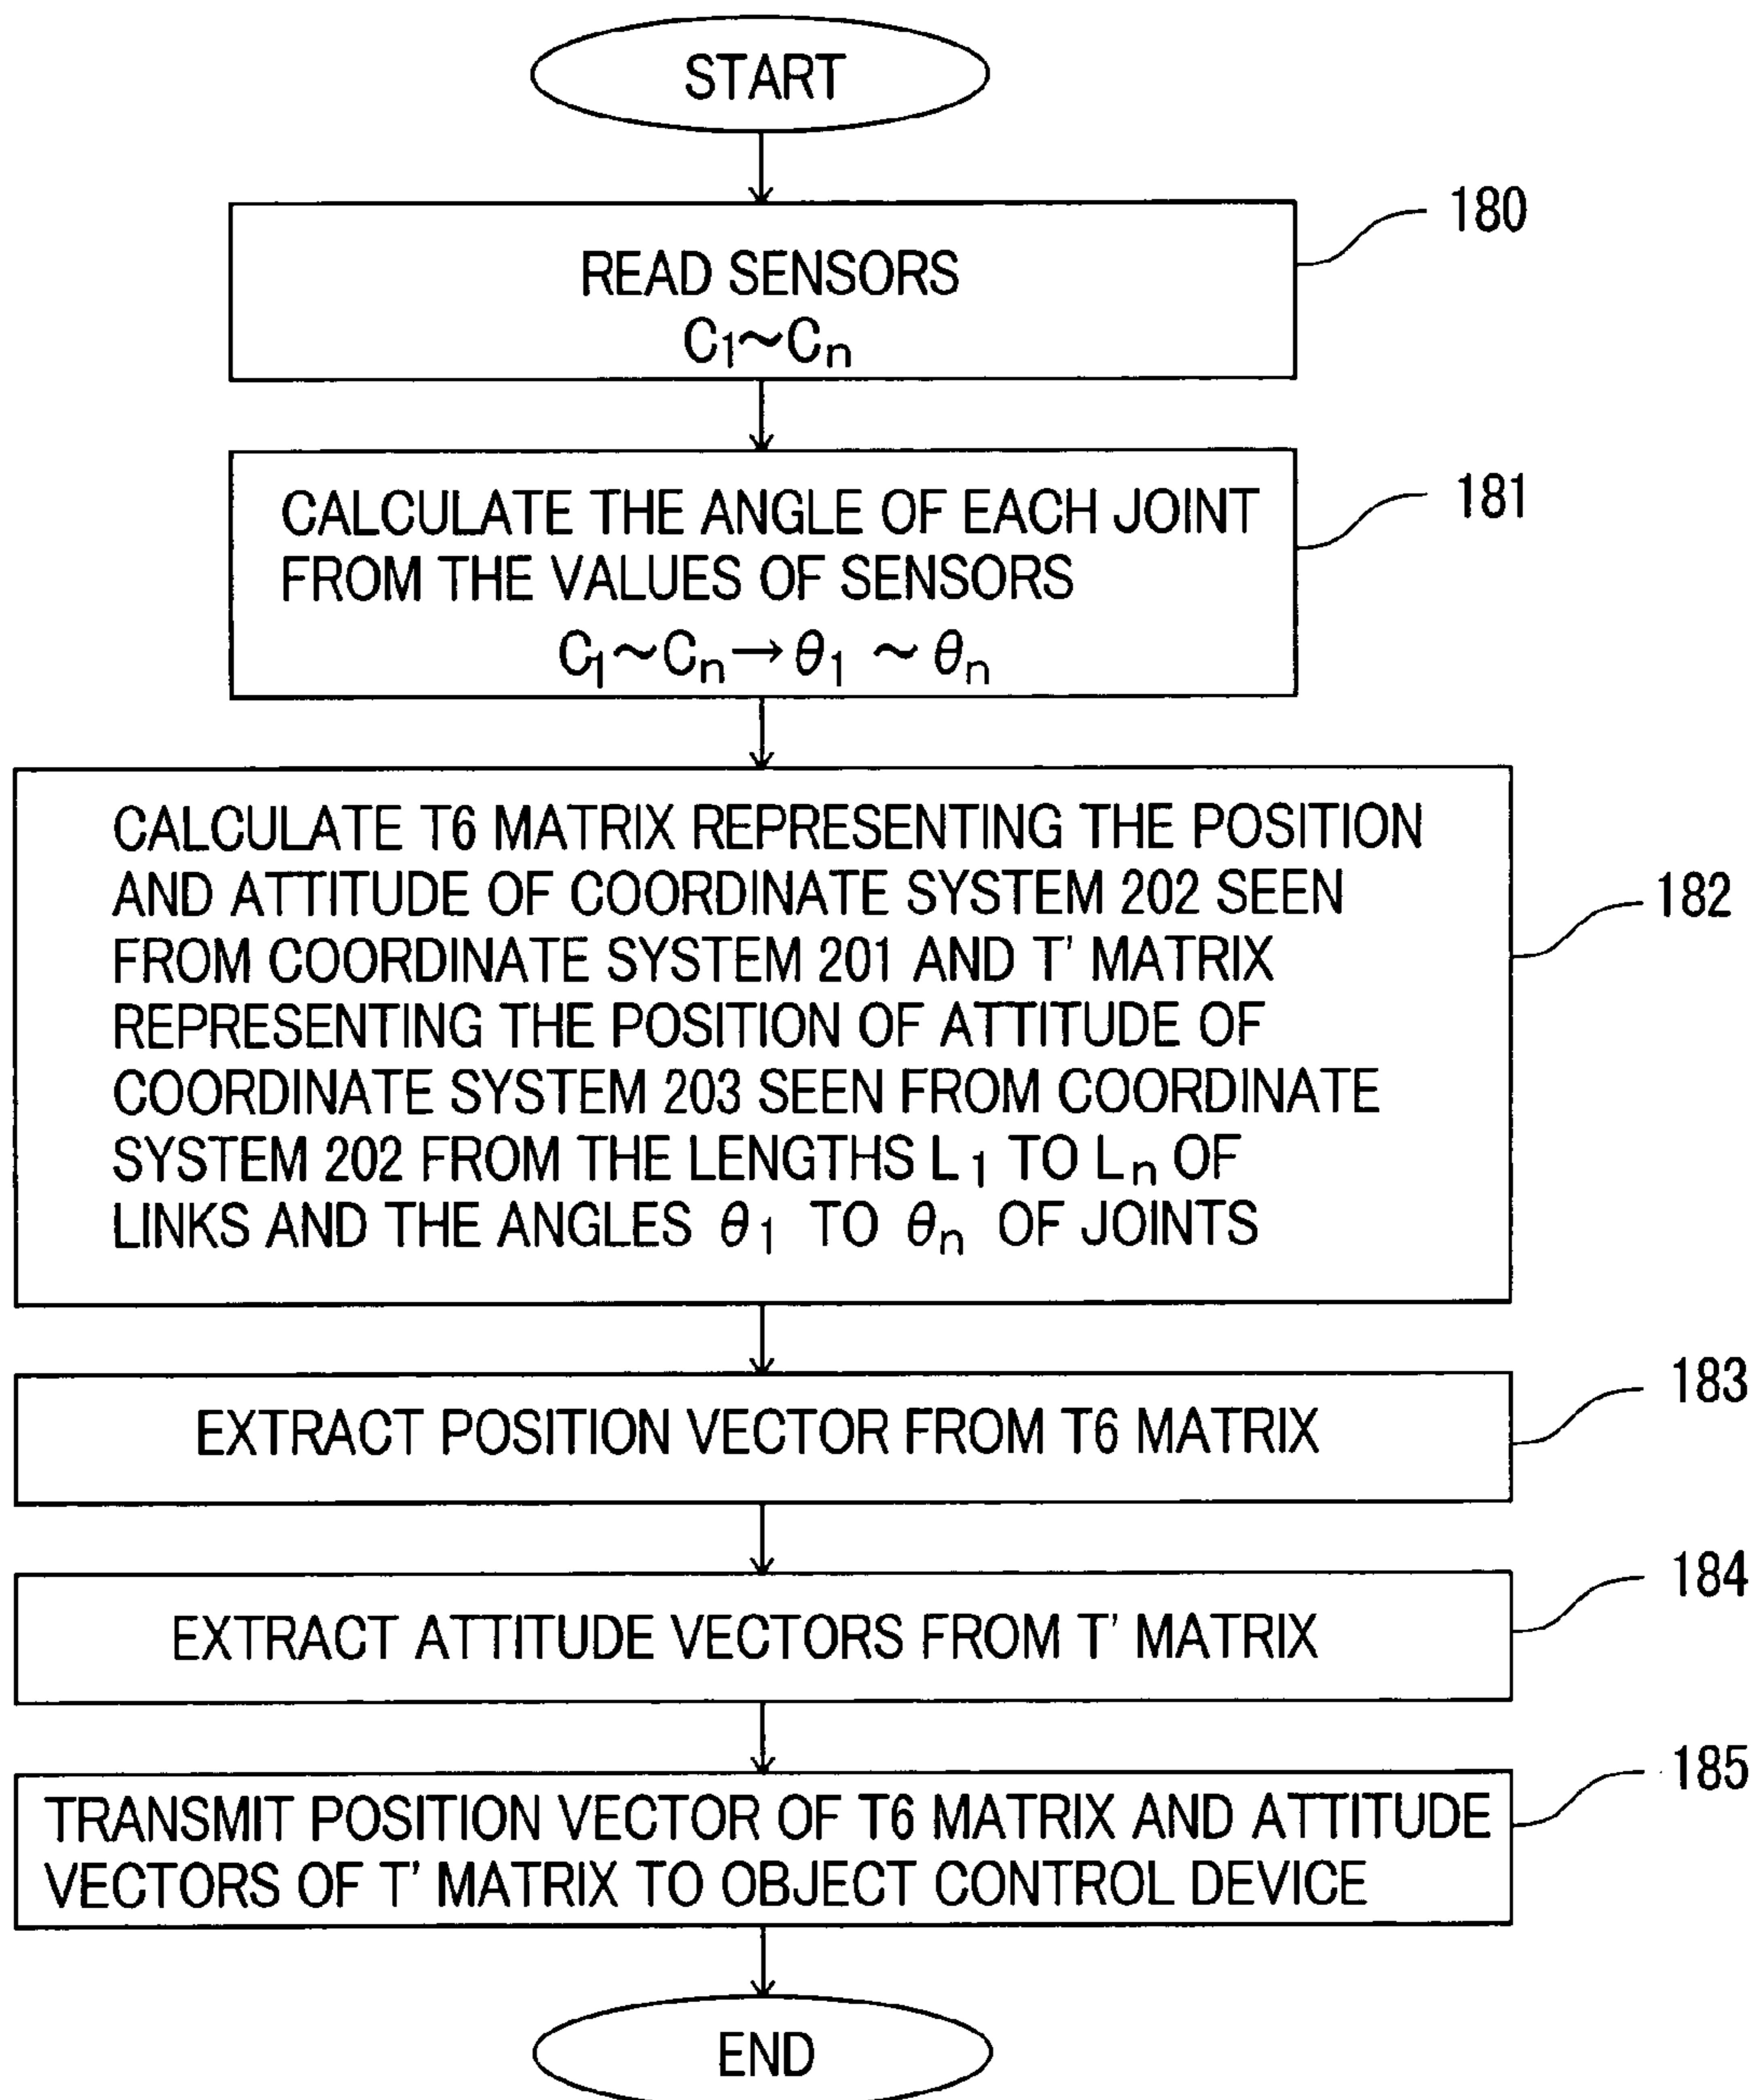 START
180
READ SENSORS
C1~Cn
181
CALCULATE THE ANGLE OF EACH JOINT
FROM THE VALUES OF SENSORS
C1~Cn→θ1 ~θn
182
CALCULATE T6 MATRIX REPRESENTING THE POSITION
AND ATTITUDE OF COORDINATE SYSTEM 202 SEEN
FROM COORDINATE SYSTEM 201 AND T' MATRIX
REPRESENTING THE POSITION OF ATTITUDE OF
COORDINATE SYSTEM 203 SEEN FROM COORDINATE
SYSTEM 202 FROM THE LENGTHS L1 TO Ln OF
LINKS AND THE ANGLES θ1 TO θn OF JOINTS
183
EXTRACT POSITION VECTOR FROM T6 MATRIX
184
EXTRACT ATTITUDE VECTORS FROM T' MATRIX
185
TRANSMIT POSITION VECTOR OF T6 MATRIX AND ATTITUDE
VECTORS OF T' MATRIX TO OBJECT CONTROL DEVICE
END